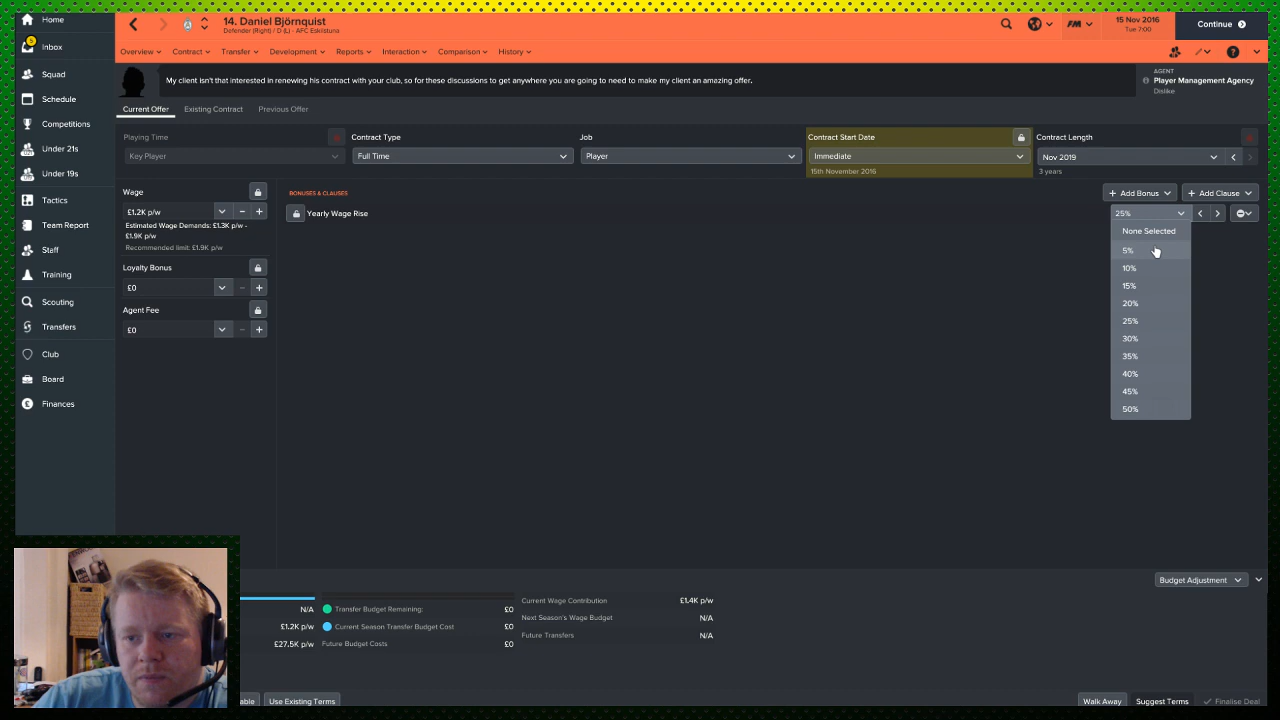 Home
14. Daniel Björnquist
Defender (Right) / D (L) - AFC Eskilstuna
FM
15 Nov 2016
Tue 7:00
Continue
5
Inbox
Overview
Contract
Transfer
Development
Reports
Interaction
Comparison
History
Squad
Schedule
Competitions
Under 21s
Under 19s
Tactics
Team Report
Staff
Training
Scouting
Transfers
Club
Board
Finances
My client isn't that interested in renewing his contract with your club, so for these discussions to get anywhere you are going to need to make my client an amazing offer.
AGENT
Player Management Agency
Dislike
Current Offer
Existing Contract
Previous Offer
Playing Time
Contract Type
Job
Contract Start Date
Contract Length
Key Player
Full Time
Player
Immediate
Nov 2019
15th November 2016
3 years
Wage
£1.2K p/w
Estimated Wage Demands: £1.3K p/w -
£1.9K p/w
Recommended limit: £1.9K p/w
Loyalty Bonus
£0
Agent Fee
£0
BONUSES & CLAUSES
Add Bonus
Add Clause
Yearly Wage Rise
25%
None Selected
5%
10%
15%
20%
25%
30%
35%
40%
45%
50%
Budget Adjustment
N/A
Transfer Budget Remaining:
£0
Current Wage Contribution
£1.4K p/w
£1.2K p/w
Current Season Transfer Budget Cost
£0
Next Season's Wage Budget
N/A
£27.5K p/w
Future Budget Costs
£0
Future Transfers
N/A
Use Existing Terms
Walk Away
Suggest Terms
Finalise Deal